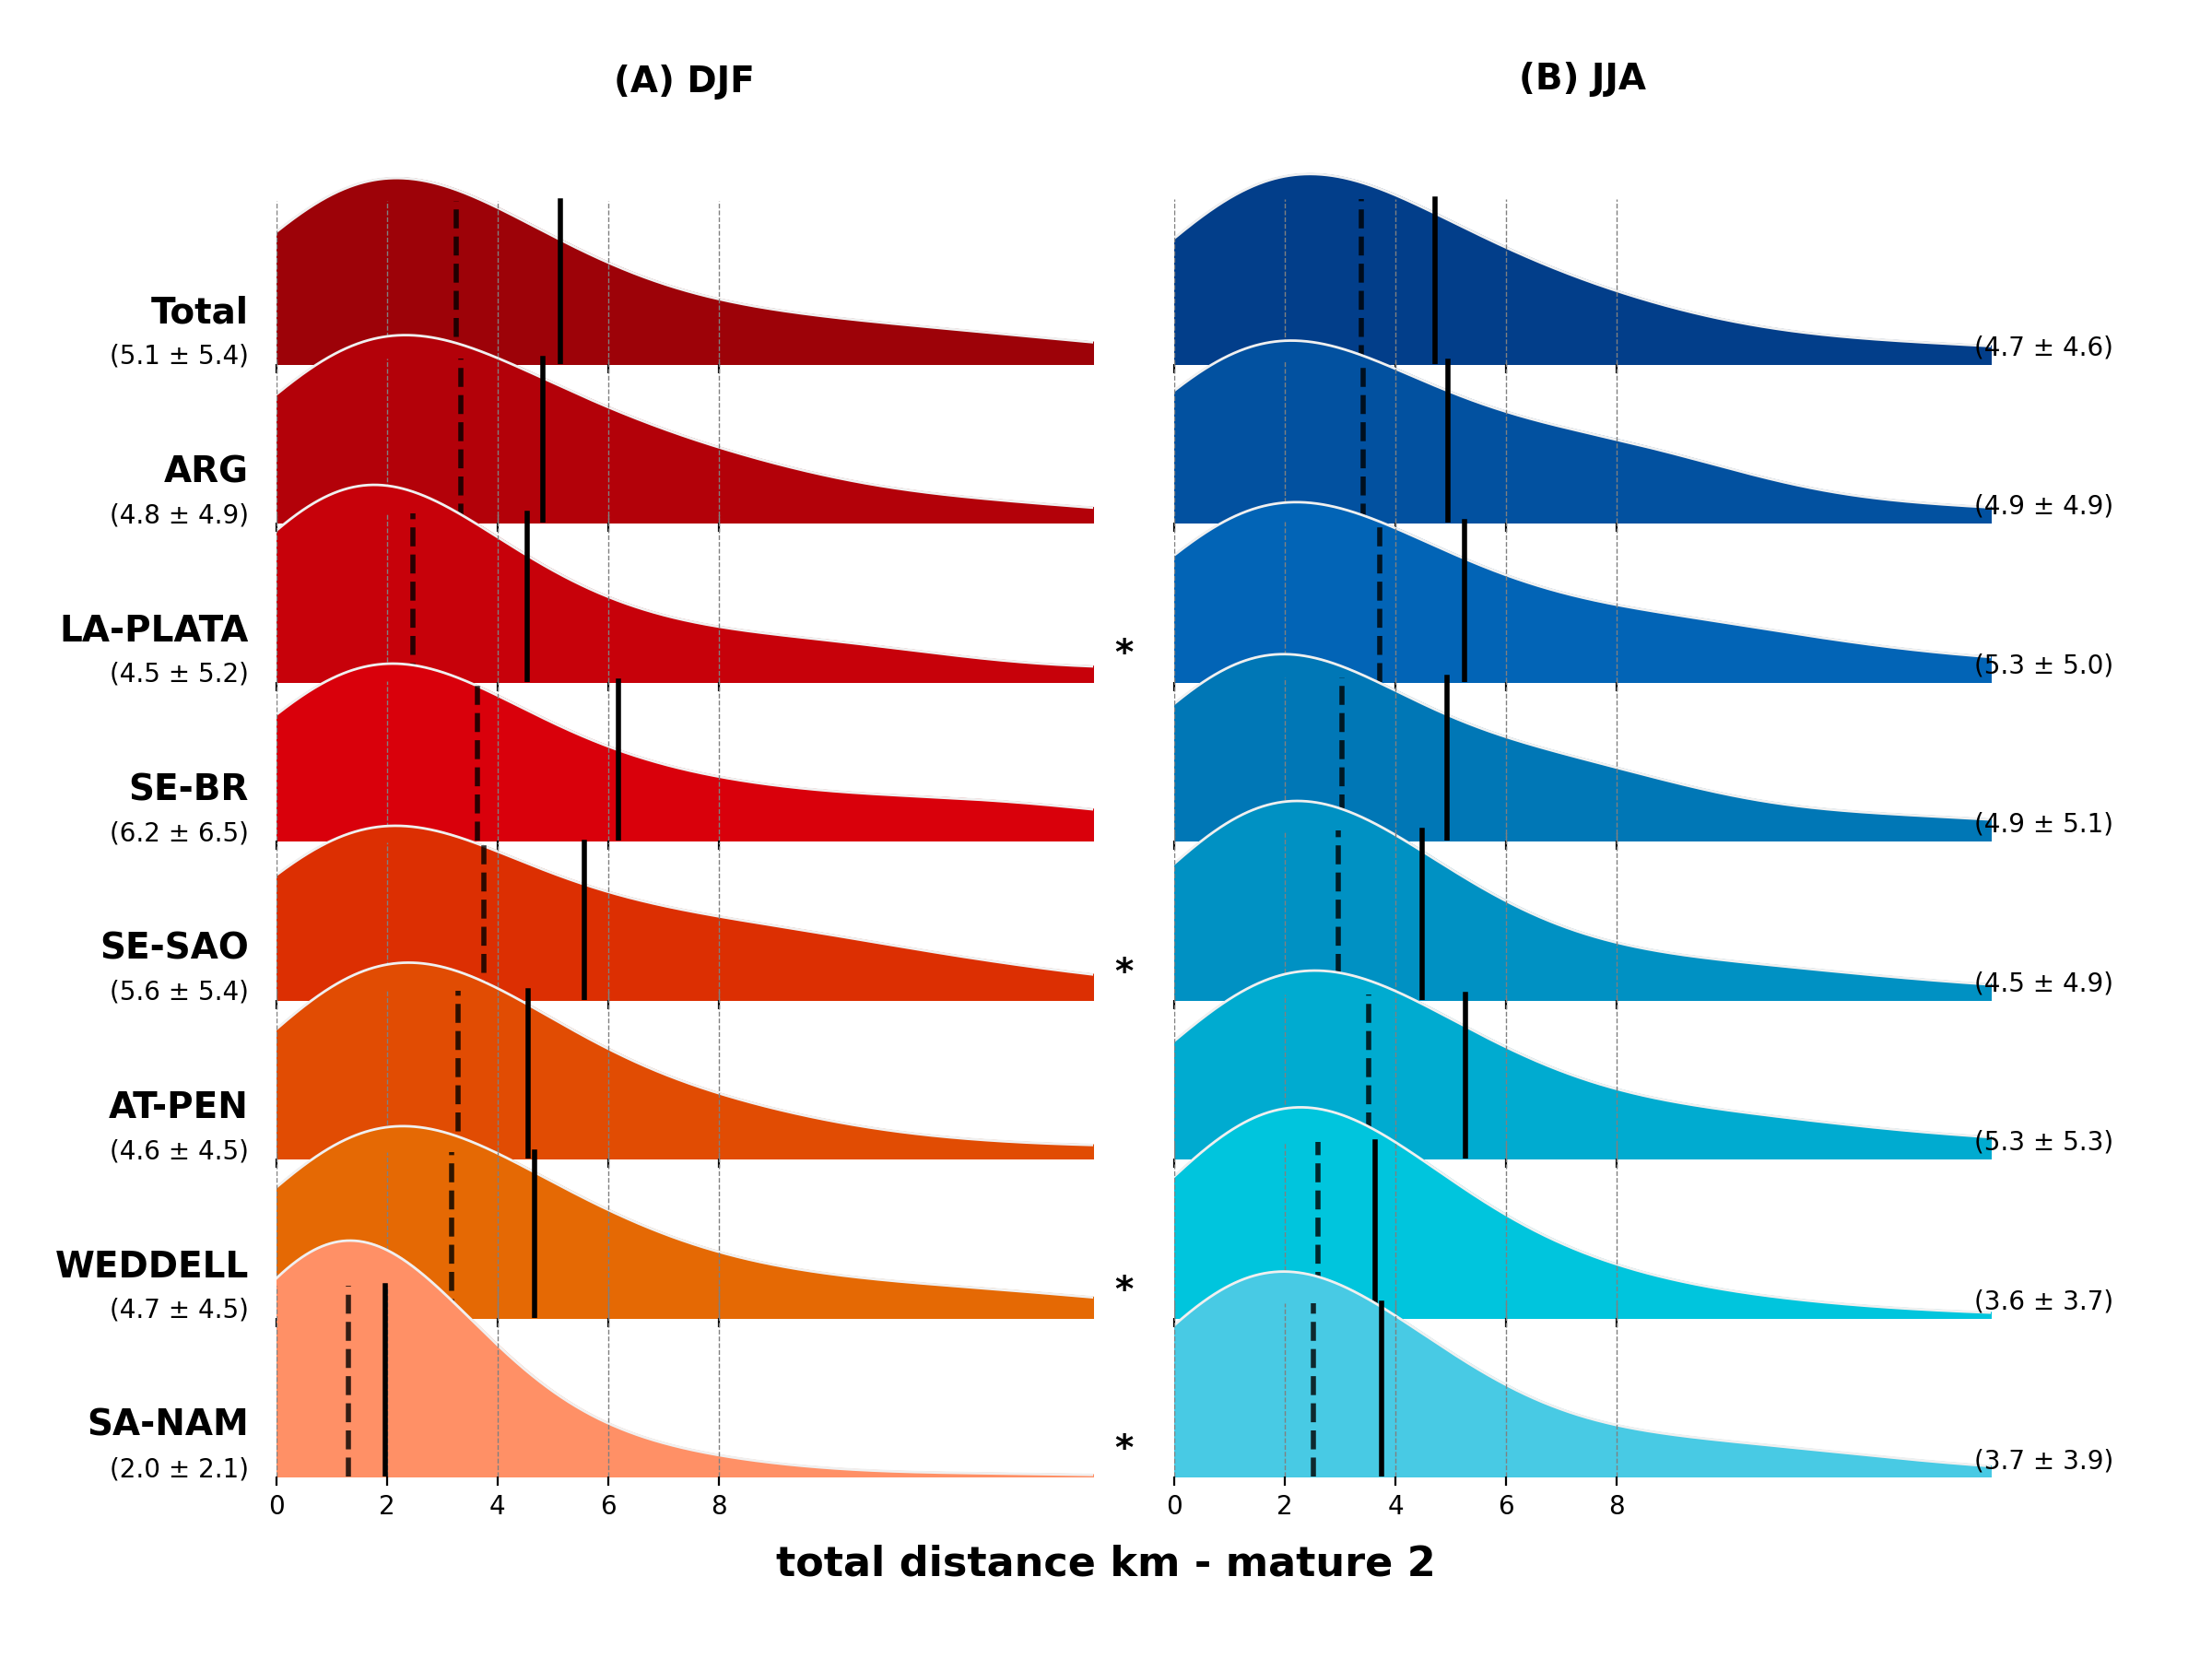 (A) DJF
(B) JJA
Total
(5.1 ± 5.4)
(4.7 ± 4.6)
ARG
(4.8 ± 4.9)
(4.9 ± 4.9)
LA-PLATA
(4.5 ± 5.2)
*
(5.3 ± 5.0)
SE-BR
(6.2 ± 6.5)
(4.9 ± 5.1)
SE-SAO
(5.6 ± 5.4)
*
(4.5 ± 4.9)
AT-PEN
(4.6 ± 4.5)
(5.3 ± 5.3)
WEDDELL
(4.7 ± 4.5)
*
(3.6 ± 3.7)
SA-NAM
(2.0 ± 2.1)
*
(3.7 ± 3.9)
0 2 4 6 8
0 2 4 6 8
total distance km - mature 2